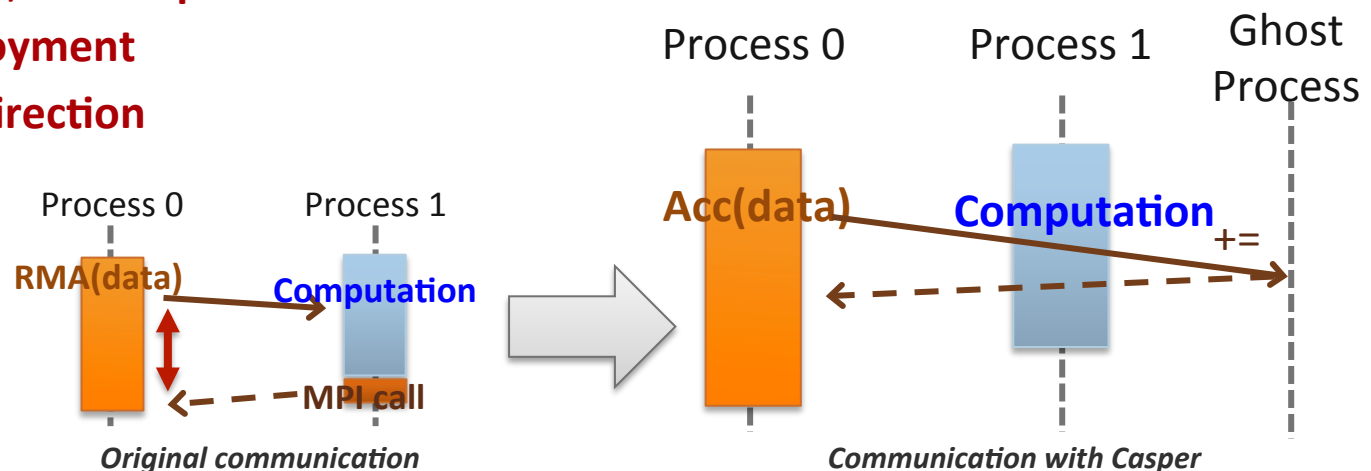 oyment
irection
Process 0
Process 1
RMA(data)
Computation
MPI call
Original communication
Process 0
Process 1
Ghost
Process
Acc(data)
Computation
+=
Communication with Casper